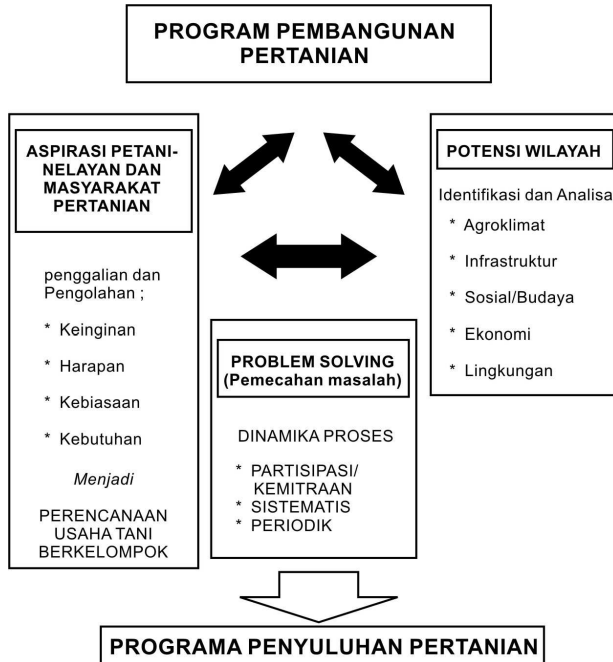 PROGRAM PEMBANGUNAN
PERTANIAN
ASPIRASI PETANI-
NELAYAN DAN
MASYARAKAT
PERTANIAN
penggalian dan
Pengolahan ;
* Keinginan
* Harapan
* Kebiasaan
* Kebutuhan
Menjadi
PERENCANAAN
USAHA TANI
BERKELOMPOK
PROBLEM SOLVING
(Pemecahan masalah)
DINAMIKA PROSES
* PARTISIPASI/
KEMITRAAN
* SISTEMATIS
* PERIODIK
POTENSI WILAYAH
Identifikasi dan Analisa
* Agroklimat
* Infrastruktur
* Sosial/Budaya
* Ekonomi
* Lingkungan
PROGRAMA PENYULUHAN PERTANIAN